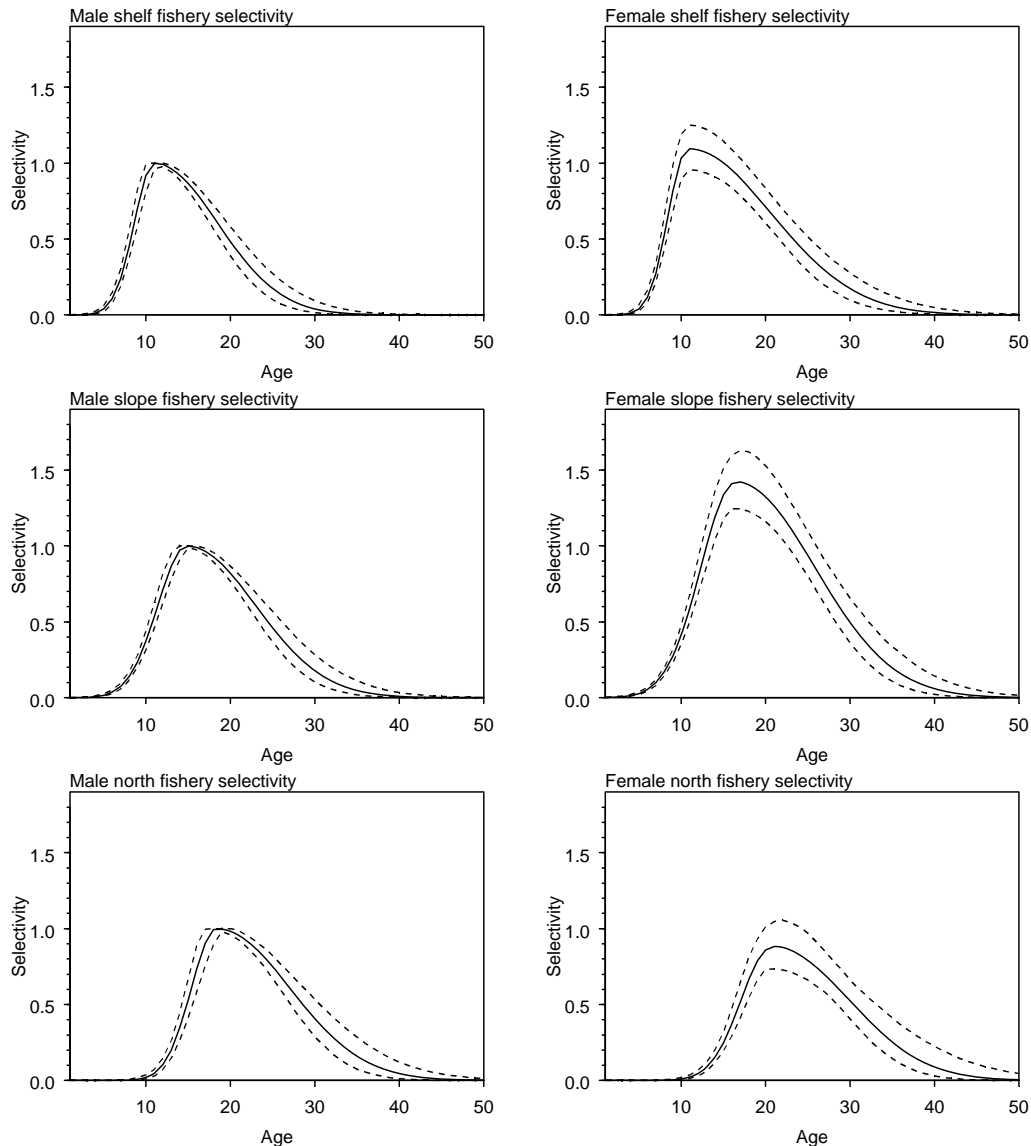 Male shelf fishery selectivity
Selectivity
1.5
1.0
0.5
0.0
10 20 30 40 50
Age
Female shelf fishery selectivity
Selectivity
1.5
1.0
0.5
0.0
10 20 30 40 50
Age
Male slope fishery selectivity
Selectivity
1.5
1.0
0.5
0.0
10 20 30 40 50
Age
Female slope fishery selectivity
Selectivity
1.5
1.0
0.5
0.0
10 20 30 40 50
Age
Male north fishery selectivity
Selectivity
1.5
1.0
0.5
0.0
10 20 30 40 50
Age
Female north fishery selectivity
Selectivity
1.5
1.0
0.5
0.0
10 20 30 40 50
Age